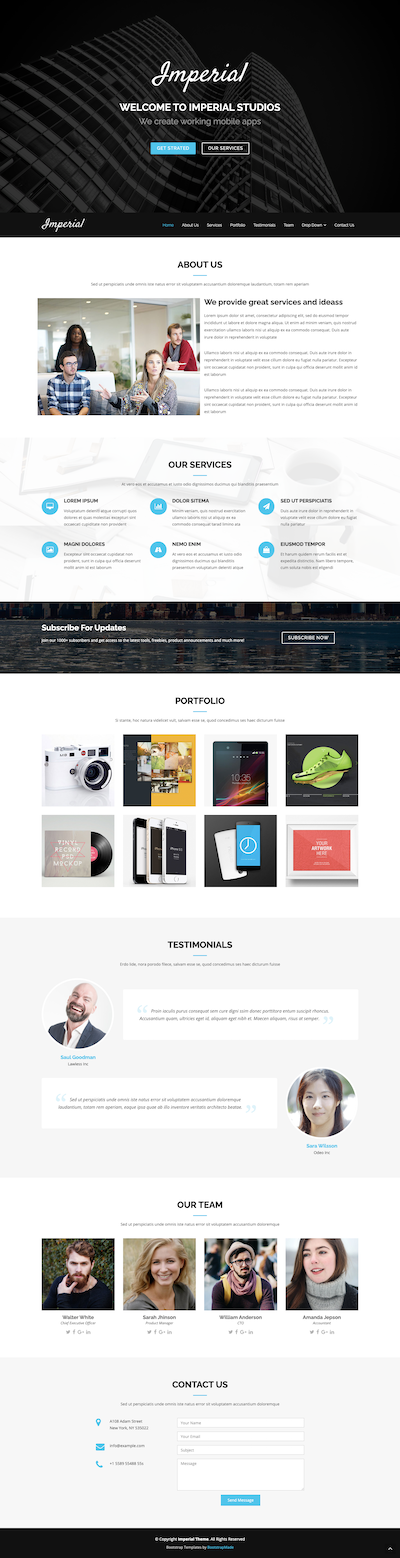 Imperial
WELCOME TO IMPERIAL STUDIOS
We create working mobile apps
GET STRATED
OUR SERVICES
Imperial
Home About Us Services Portfolio Testimonials Team Drop Down Contact Us
ABOUT US
Sed ut perspiciatis unde omnis iste natus error sit voluptatem accusantium doloremque laudantium, totam rem aperiam
We provide great services and ideass
Lorem ipsum dolor sit amet, consectetur adipiscing elit, sed do eiusmod tempor
incididunt ut labore et dolore magna aliqua. Ut enim ad minim veniam, quis nostrud
Duis aute irure dolor in reprehenderit in voluptate
Ullamco laboris nisi ut aliquip ex ea commodo consequat. Duis aute irure dolor in
reprehenderit in voluptate velit esse cillum dolore eu fugiat nulla pariatur. Excepteur
sint occaecat cupidatat non proident, sunt in culpa qui officia deserunt mollit anim id
est laborum
Ullamco laboris nisi ut aliquip ex ea commodo consequat. Duis aute irure dolor in
reprehenderit in voluptate velit esse cillum dolore eu fugiat nulla pariatur. Excepteur
sint occaecat cupidatat non proident, sunt in culpa qui officia deserunt mollit anim id
est laborum
OUR SERVICES
At vero eos et accusamus et iusto odio dignissimos ducimus qui blanditiis praesentium
LOREM IPSUM
Voluptatum deleniti atque corrupti quos
dolores et quas molestias excepturi sint
occaecati cupiditate non provident
DOLOR SITEMA
Minim veniam, quis nostrud exercitation
ullamco laboris nisi ut aliquip ex ea
commodo consequat tarad limino ata
SED UT PERSPICIATIS
Duis aute irure dolor in reprehenderit in
voluptate velit esse cillum dolore eu fugiat
nulla pariatur
MAGNI DOLORES
Excepteur sint occaecat cupidatat non
proident, sunt in culpa qui officia deserunt
mollit anim id est laborum
NEMO ENIM
At vero eos et accusamus et iusto odio
dignissimos ducimus qui blanditiis
praesentium voluptatum deleniti atque
EIUSMOD TEMPOR
Et harum quidem rerum facilis est et
expedita distinctio. Nam libero tempore,
cum soluta nobis est eligendi
Subscribe For Updates
Join our 1000+ subscribers and get access to the latest tools, freebies, product announcements and much more!
SUBSCRIBE NOW
PORTFOLIO
Si stante, hoc natura videlicet vult, salvam esse se, quod concedimus ses haec dicturum fuisse
10:35
VINYL
RECORD
PSD
MOCKUP
YOUR
ARTWORK
HERE
TESTIMONIALS
Erdo lide, nora porodo filece, salvam esse se, quod concedimus ses haec dicturum fuisse
Proin iaculis purus consequat sem cure digni ssim donec porttitora entum suscipit rhoncus.
Accusantium quam, ultricies eget id, aliquam eget nibh et. Maecen aliquam, risus at semper.
Saul Goodman
Lawless Inc
Sed ut perspiciatis unde omnis iste natus error sit voluptatem accusantium doloremque
laudantium, totam rem aperiam, eaque ipsa quae ab illo inventore veritatis architecto beatae.
Sara Wilsson
Odeo Inc
OUR TEAM
Sed ut perspiciatis unde omnis iste natus error sit voluptatem accusantium doloremque
Walter White
Chief Executive Officer
Sarah Jhinson
Product Manager
William Anderson
CTO
Amanda Jepson
Accountant
CONTACT US
Sed ut perspiciatis unde omnis iste natus error sit voluptatem accusantium doloremque
A108 Adam Street
New York, NY 535022
info@example.com
+1 5589 55488 55s
Your Name
Your Email
Subject
Message
Send Message
© Copyright Imperial Theme. All Rights Reserved
Bootstrap Templates by BootstrapMade